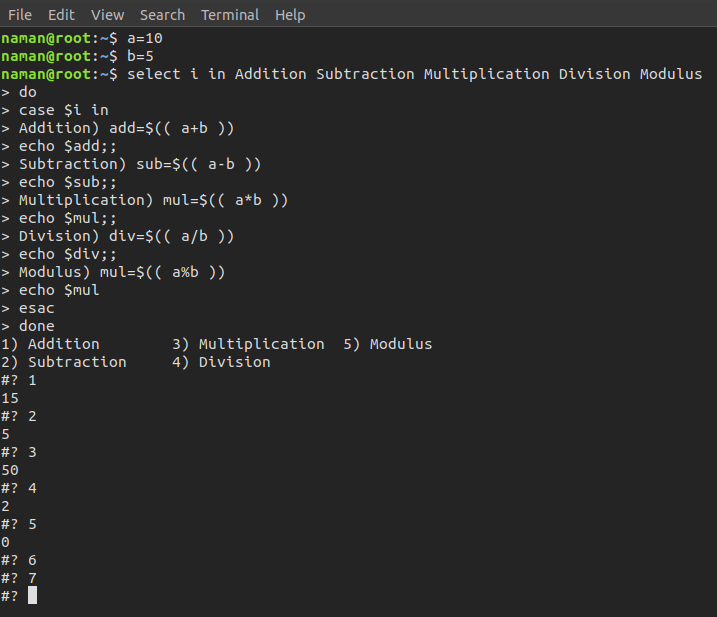 File Edit View Search Terminal Help
naman@root:~$ a=10
naman@root:~$ b=5
naman@root:~$ select i in Addition Subtraction Multiplication Division Modulus
> do
> case $i in
> Addition) add=$(( a+b ))
> echo $add;;
> Subtraction) sub=$(( a-b ))
> echo $sub;;
> Multiplication) mul=$(( a*b ))
> echo $mul;;
> Division) div=$(( a/b ))
> echo $div;;
> Modulus) mul=$(( a%b ))
> echo $mul
> esac
> done
1) Addition        3) Multiplication  5) Modulus
2) Subtraction     4) Division
#? 1
15
#? 2
5
#? 3
50
#? 4
2
#? 5
0
#? 6
#? 7
#?